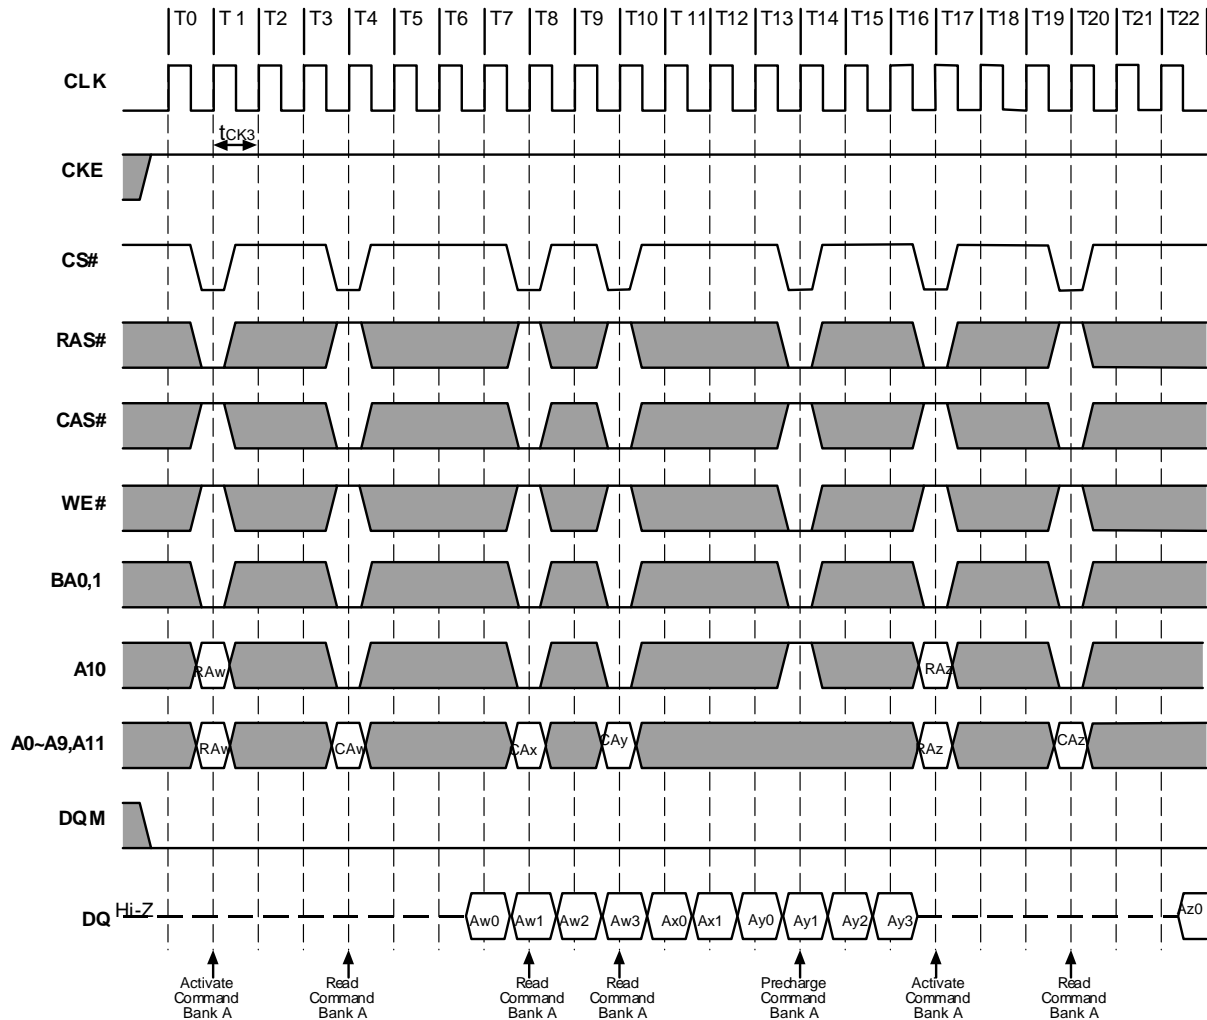 T0 T 1 T2 T3 T4 T5 T6 T7 T8 T9 T10 T 11 T12 T13 T14 T15 T16 T17 T18 T19 T20 T21 T22
CLK
tCK3
CKE
CS#
RAS#
CAS#
WE#
BA0,1
A10
RAw RAz
A0~A9,A11
RAw CAw CAx CAy RAz CAz
DQM
DQ Hi-Z Aw0 Aw1 Aw2 Aw3 Ax0 Ax1 Ay0 Ay1 Ay2 Ay3 Az0
Activate
Command
Bank A
Read
Command
Bank A
Read
Command
Bank A
Read
Command
Bank A
Precharge
Command
Bank A
Activate
Command
Bank A
Read
Command
Bank A